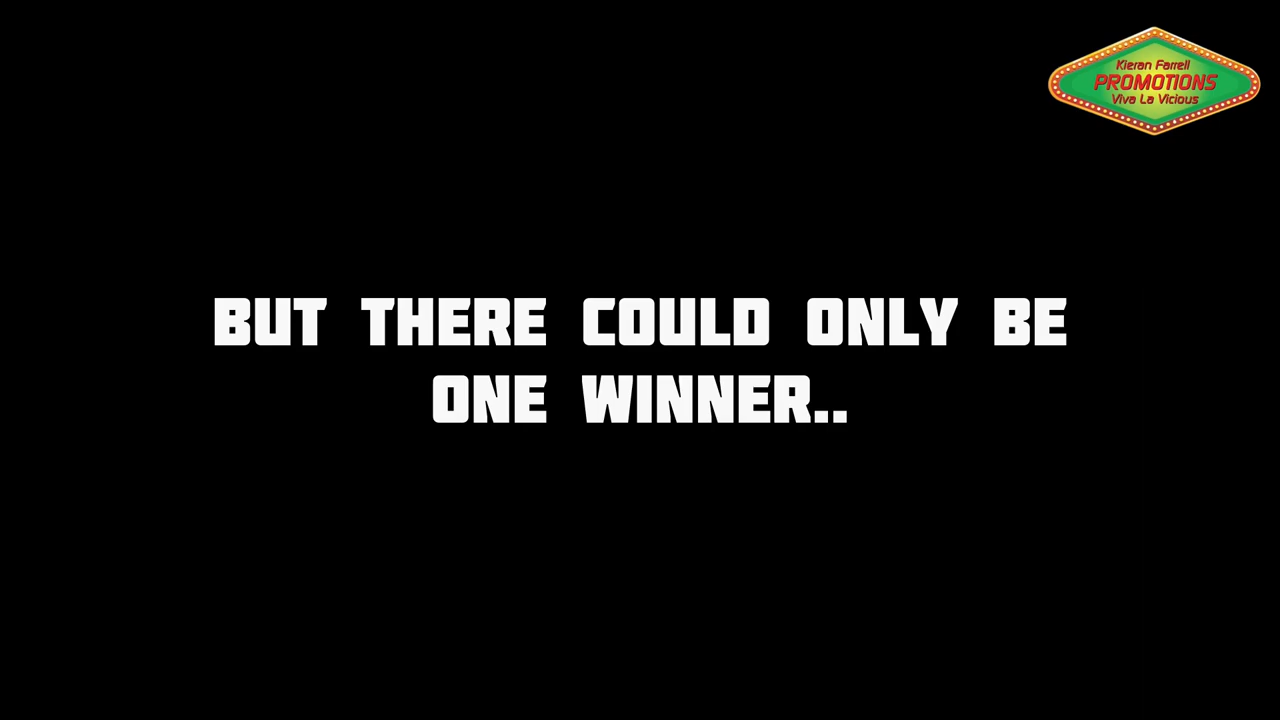 Kieran Farrell
PROMOTIONS
Viva La Vicious
BUT THERE COULD ONLY BE
ONE WINNER..